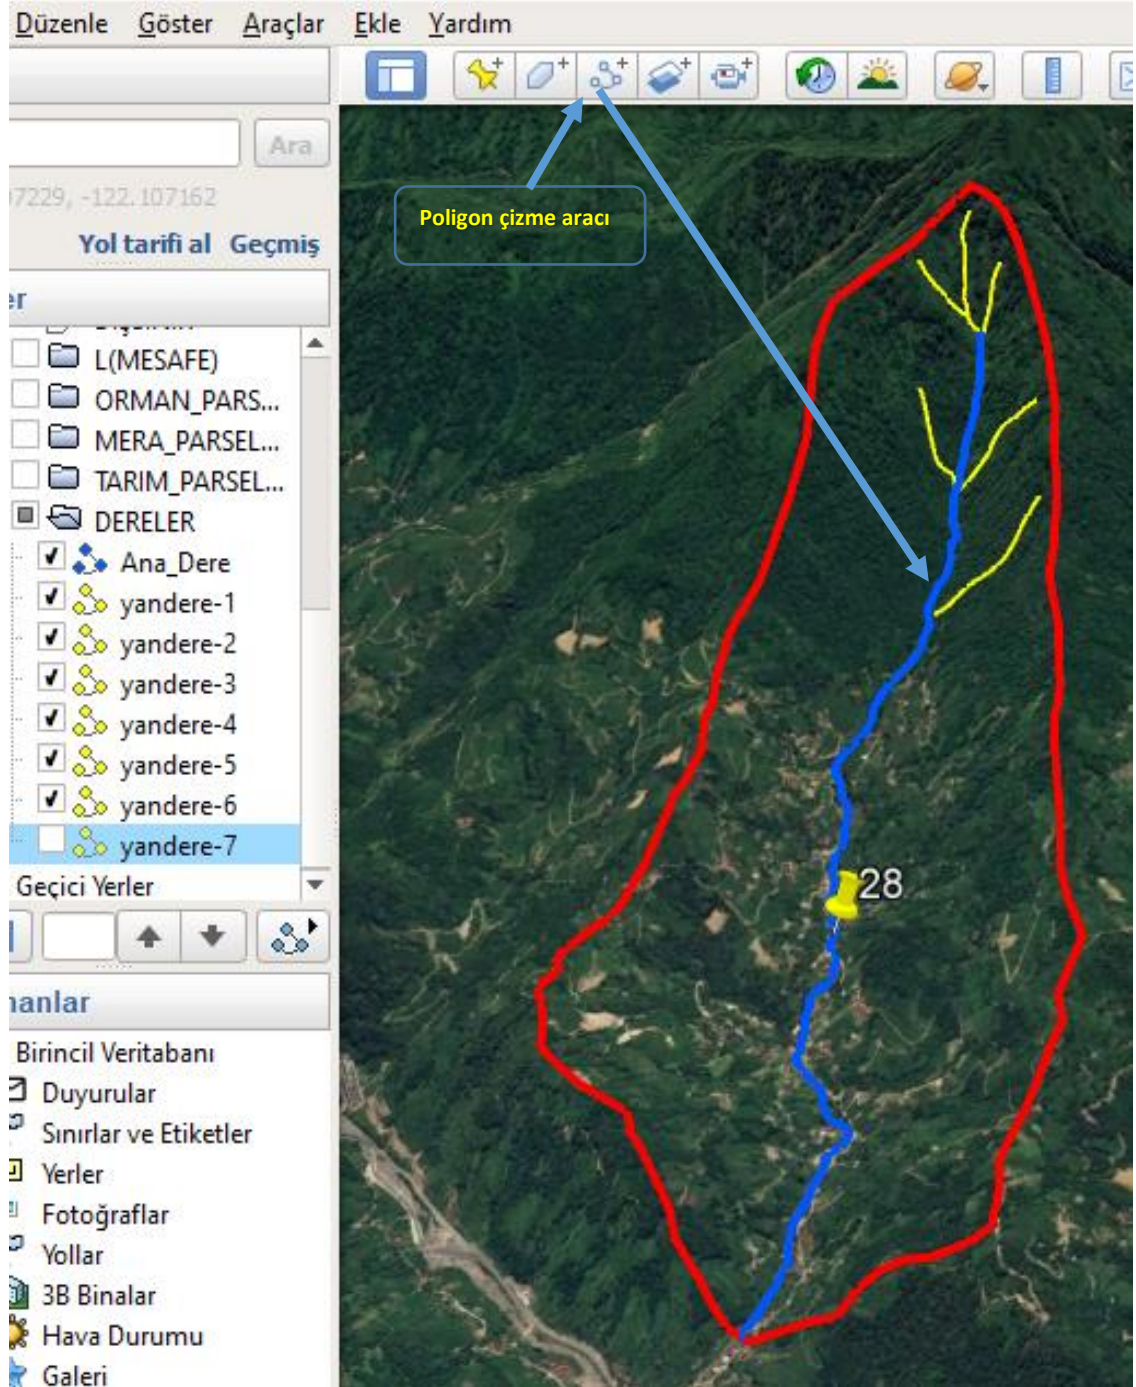 Düzenle Göster Araçlar Ekle Yardım
Ara
7229, -122.107162
Poligon çizme aracı
Yol tarifi al Geçmiş
er
L(MESAFE)
ORMAN_PARS...
MERA_PARSEL...
TARIM_PARSEL...
DERELER
Ana_Dere
yandere-1
yandere-2
yandere-3
yandere-4
yandere-5
yandere-6
yandere-7
28
Geçici Yerler
nanlar
Birincil Veritabanı
Duyurular
Sınırlar ve Etiketler
Yerler
Fotoğraflar
Yollar
3B Binalar
Hava Durumu
Galeri